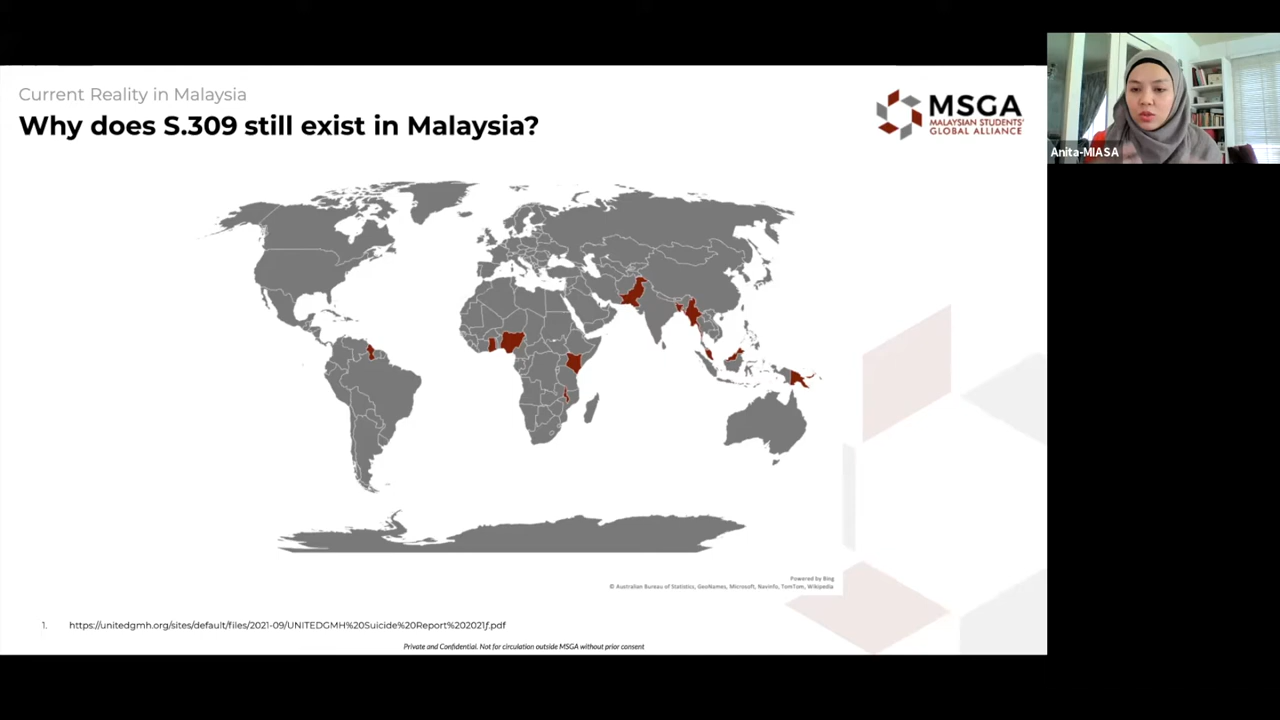 Current Reality in Malaysia
Why does S.309 still exist in Malaysia?
MSGA
MALAYSIAN STUDENTS'
GLOBAL ALLIANCE
Anita-MIASA
Powered by Bing
© Australian Bureau of Statistics, GeoNames, Microsoft, Navinfo, TomTom, Wikipedia
1. https://unitedgmh.org/sites/default/files/2021-09/UNITEDGMH%20Suicide%20Report%202021ƒ.pdf
Private and Confidential. Not for circulation outside MSGA without prior consent